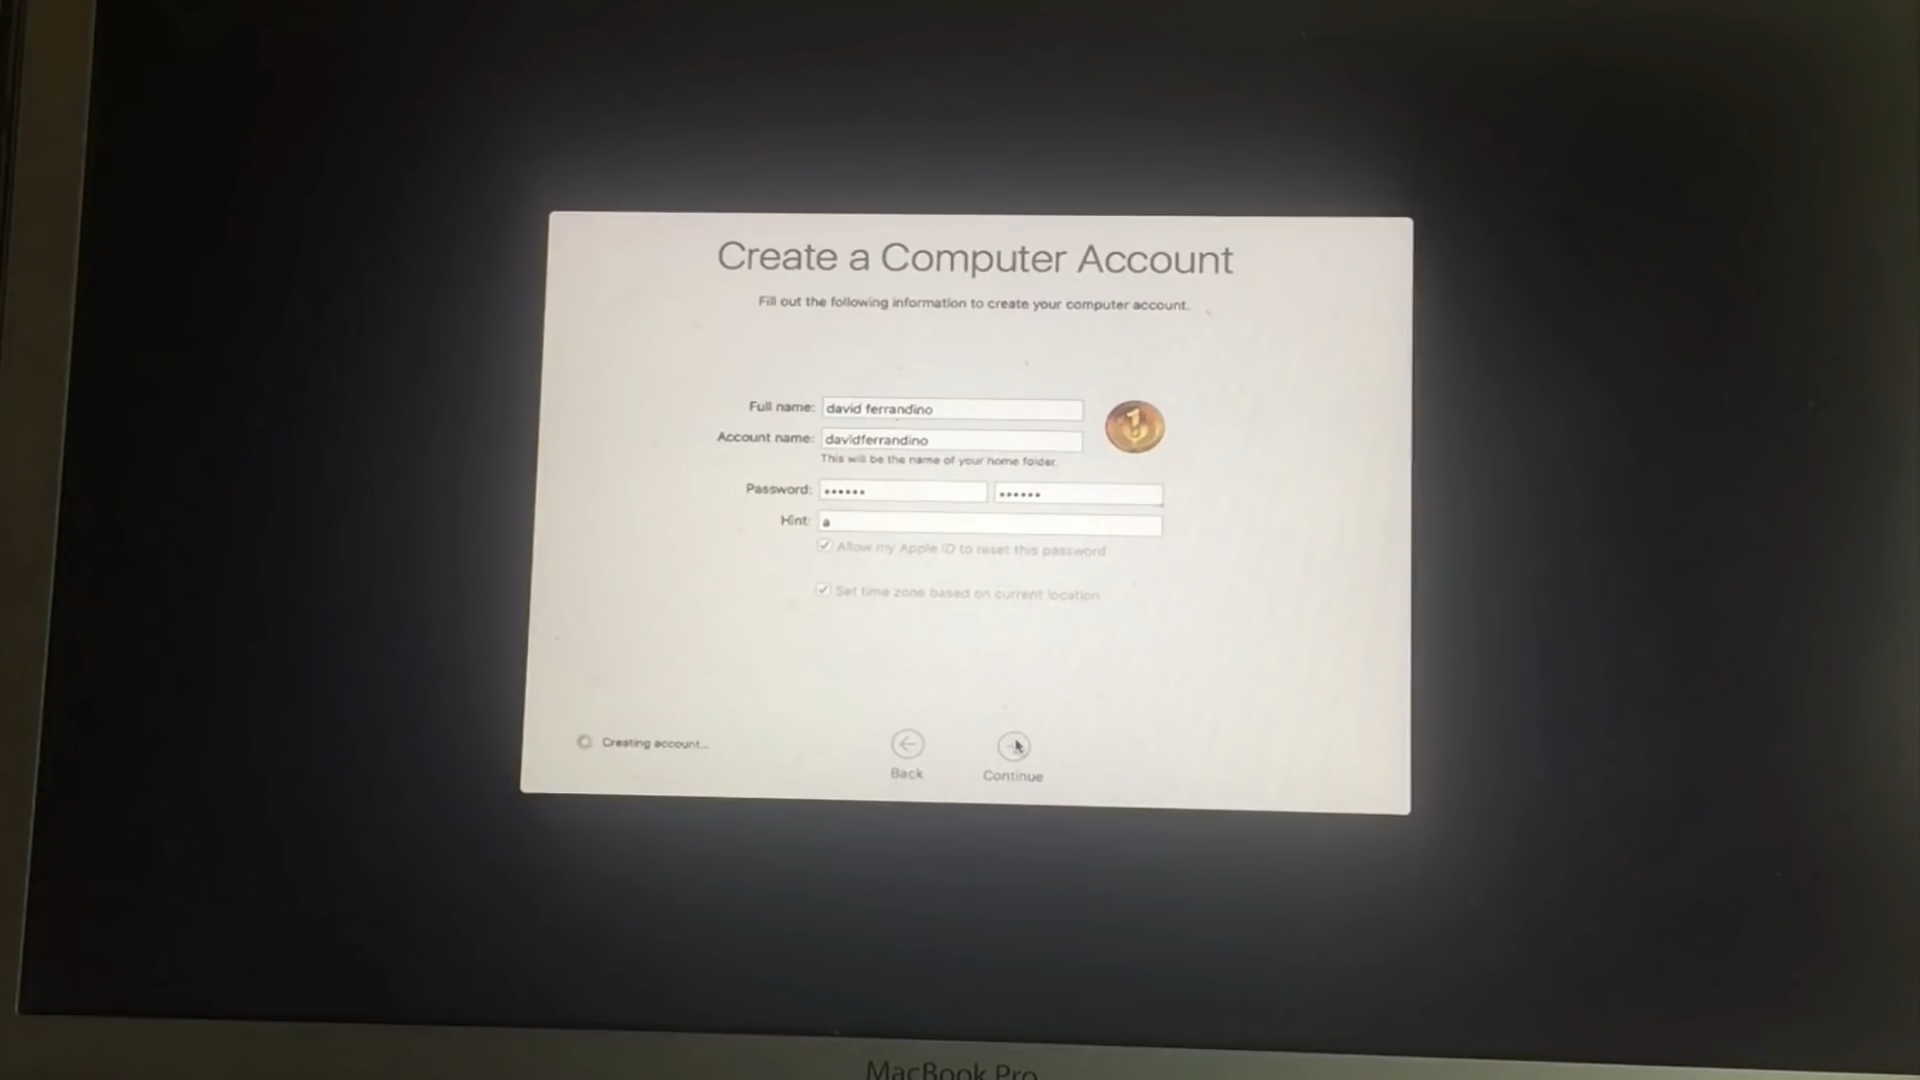 Create a Computer Account
Fill out the following information to create your computer account.
Full name: david ferrandino
Account name: davidferrandino
This will be the name of your home folder.
Password: •••••• ••••••
Hint: a
Allow my Apple ID to reset this password
Set time zone based on current location
Creating account...
Back
Continue
MacBook Pro